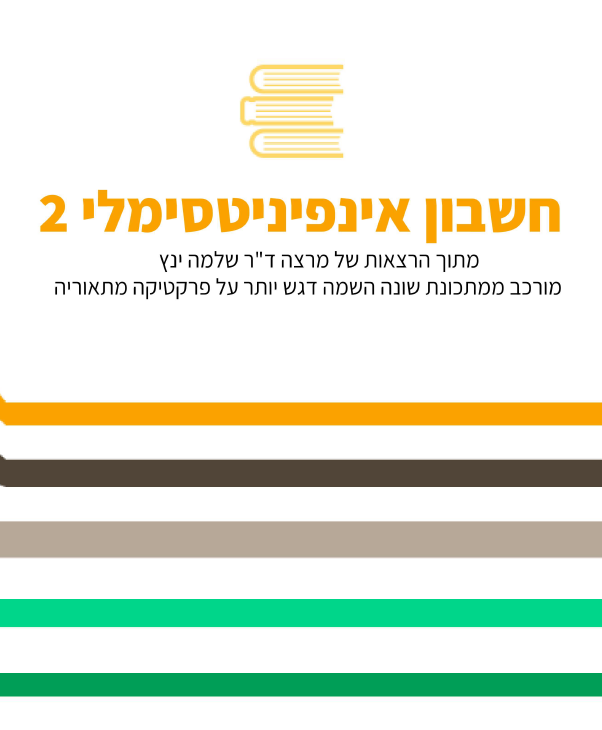 חשבון אינפיניטסימלי 2
מתוך הרצאות של מרצה ד"ר שלמה ינץ
מורכב ממתכונת שונה השמה דגש יותר על פרקטיקה מתאוריה